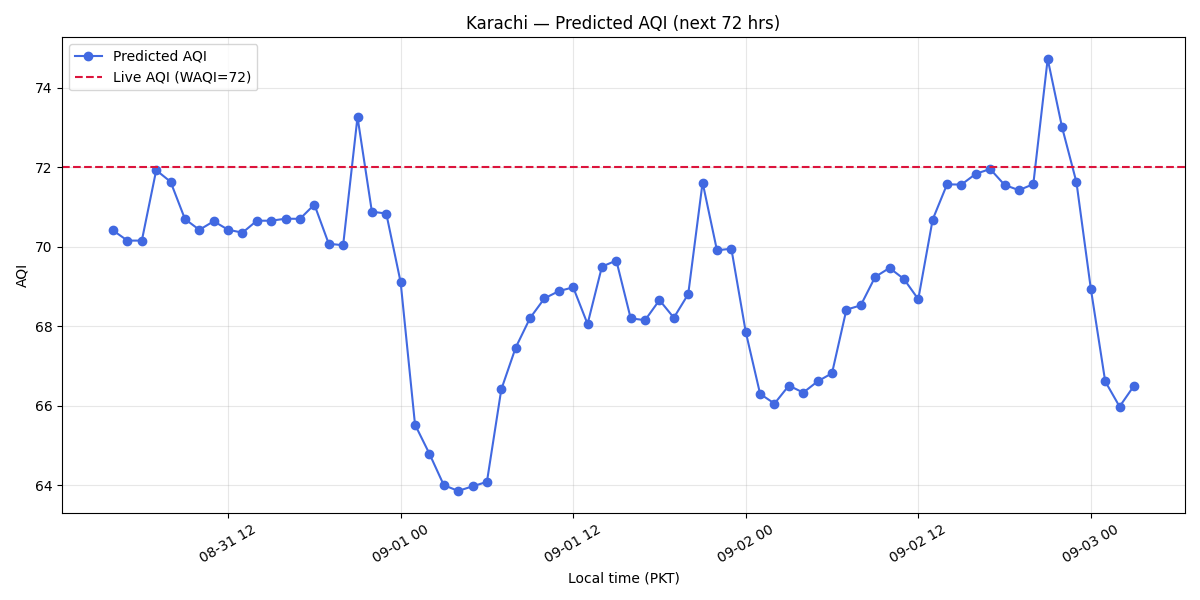 Karachi — Predicted AQI (next 72 hrs)
Predicted AQI
Live AQI (WAQI=72)
AQI
74
72
70
68
66
64
08-31 12
09-01 00
09-01 12
09-02 00
09-02 12
09-03 00
Local time (PKT)